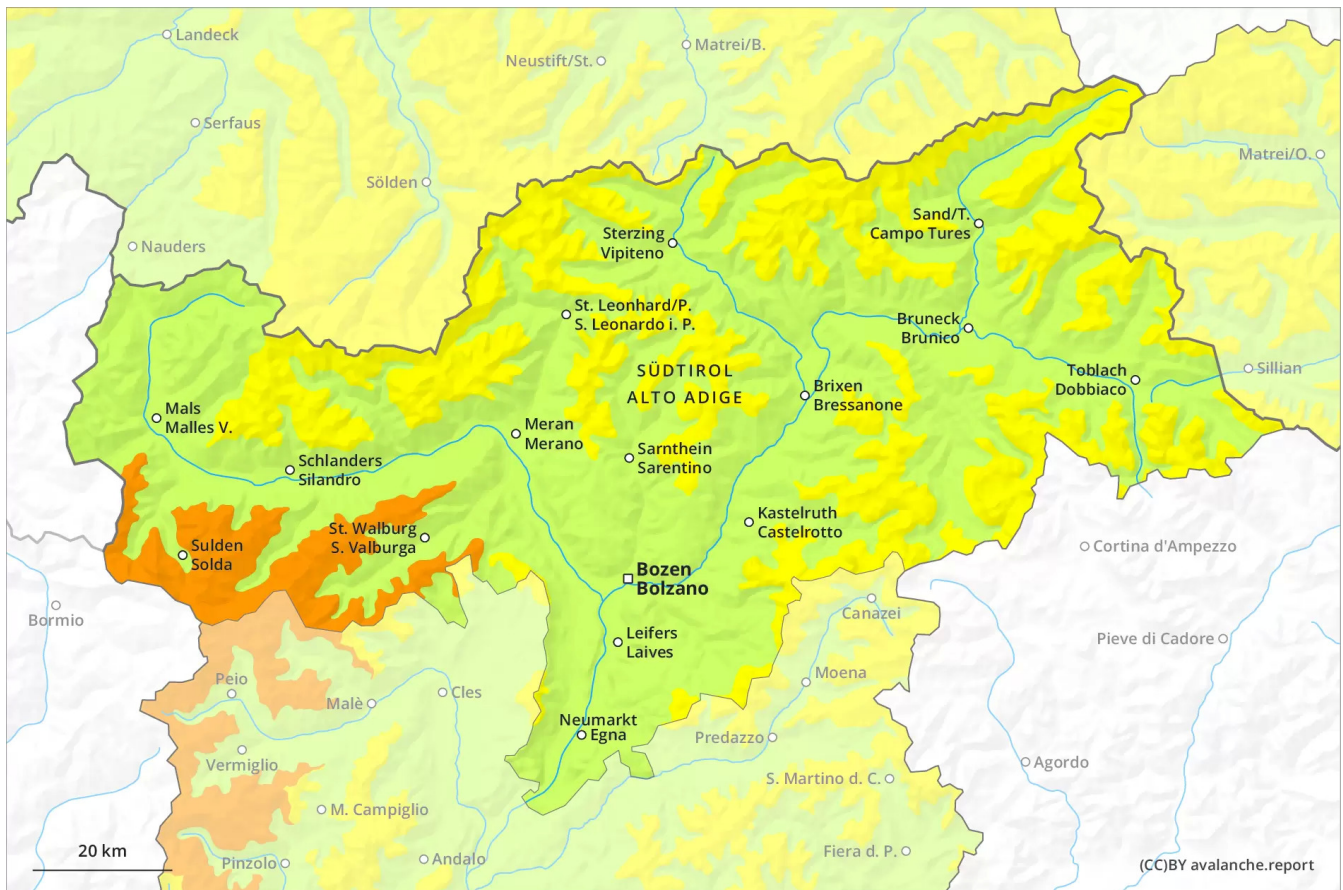 Landeck
Matrei/B.
Neustift/St.
Serfaus
Matrei/O.
Sölden
Sand/T.
Campo Tures
Nauders
Sterzing
Vipiteno
St. Leonhard/P.
S. Leonardo i. P.
Bruneck
Brunico
SÜDTIROL
ALTO ADIGE
Toblach
Dobbiaco
Sillian
Brixen
Bressanone
Mals
Malles V.
Meran
Merano
Sarnthein
Sarentino
Schlanders
Silandro
Kastelruth
Castelrotto
St. Walburg
S. Valburga
Sulden
Solda
Cortina d'Ampezzo
Bozen
Bolzano
Bormio
Canazei
Leifers
Laives
Pieve di Cadore
Moena
Peio
Malè
Cles
Neumarkt
Egna
Predazzo
Vermiglio
Agordo
S. Martino d. C.
M. Campiglio
20 km
Pinzolo
Andalo
Fiera d. P.
(CC)BY avalanche.report